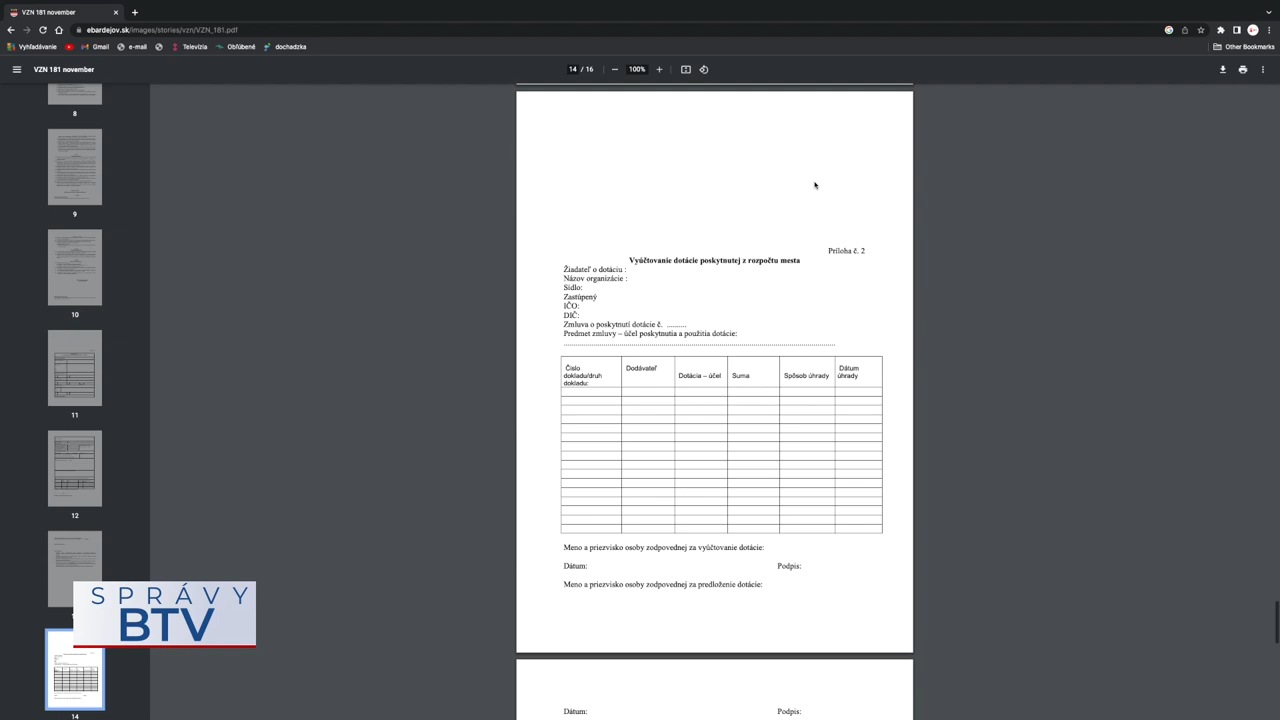 VZN 181 november
ebardejov.sk/images/stories/vzn/VZN_181.pdf
Vyhľadávanie
Gmail
e-mail
Televízia
Obľúbené
dochadzka
Other Bookmarks
VZN 181 november
14 / 16
100%
8
9
10
11
12
14
Príloha č. 2
Vyúčtovanie dotácie poskytnutej z rozpočtu mesta
Žiadateľ o dotáciu :
Názov organizácie :
Sídlo:
Zastúpený
IČO:
DIČ:
Zmluva o poskytnutí dotácie č. ..........
Predmet zmluvy – účel poskytnutia a použitia dotácie:
Číslo dokladu/druh dokladu:
Dodávateľ
Dotácia – účel
Suma
Spôsob úhrady
Dátum úhrady
Meno a priezvisko osoby zodpovednej za vyúčtovanie dotácie:
Dátum: Podpis:
Meno a priezvisko osoby zodpovednej za predloženie dotácie:
Dátum: Podpis:
SPRÁVY
BTV